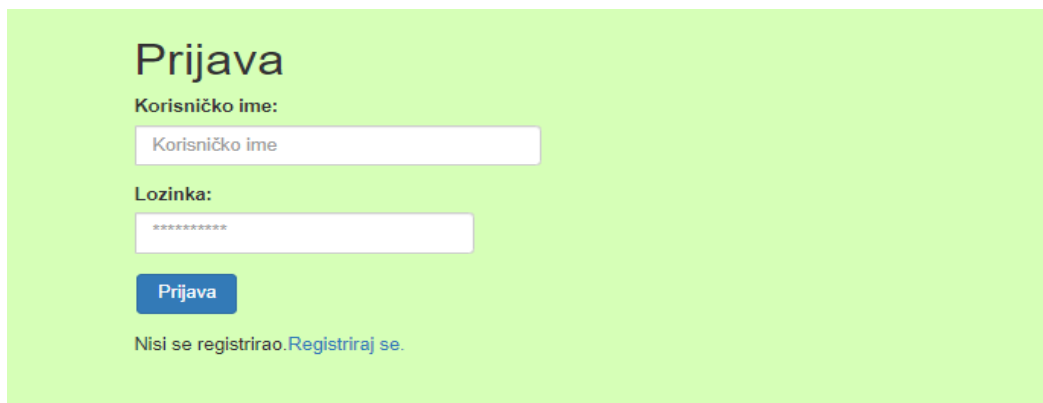 Prijava
Korisničko ime:
Korisničko ime
Lozinka:
**********
Prijava
Nisi se registrirao.Registriraj se.